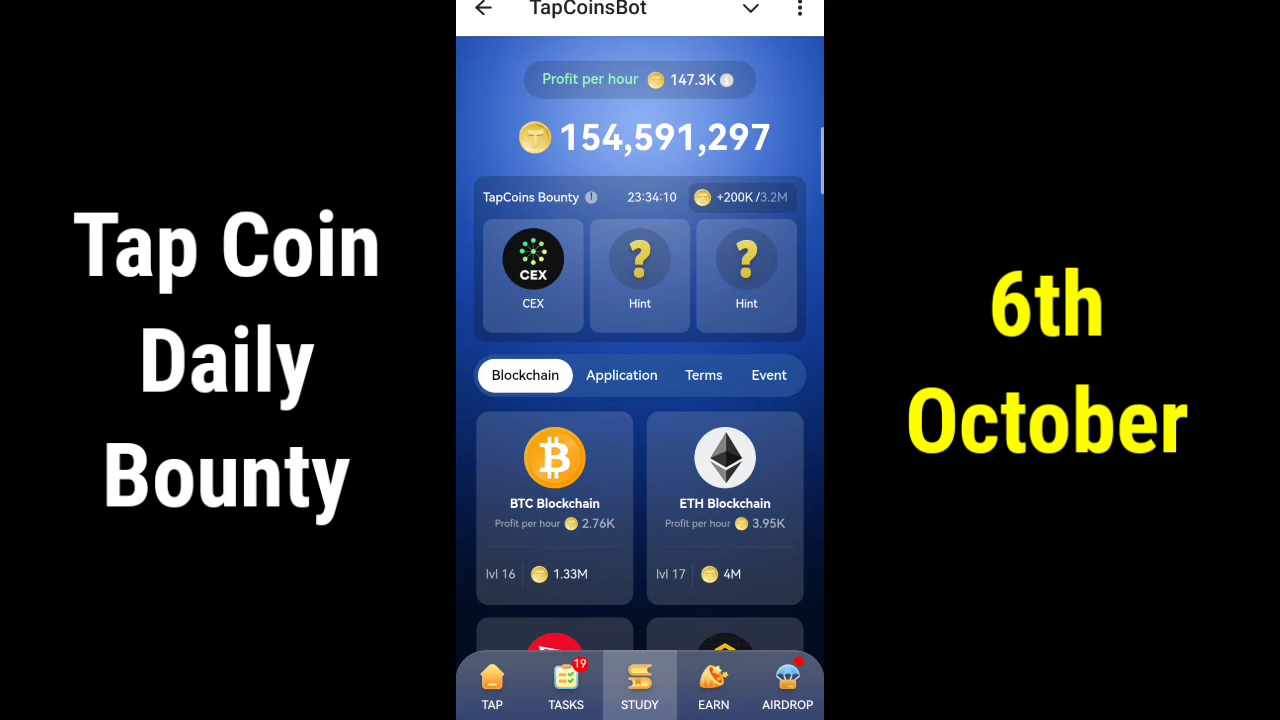 Tap Coin
Daily
Bounty
6th
October
TapCoinsBot
Profit per hour 147.3K
154,591,297
TapCoins Bounty ! 23:34:10 +200K /3.2M
CEX
? ?
CEX Hint Hint
Blockchain Application Terms Event
BTC Blockchain ETH Blockchain
Profit per hour 2.76K Profit per hour 3.95K
lvl 16 1.33M lvl 17 4M
19
TAP TASKS STUDY EARN AIRDROP